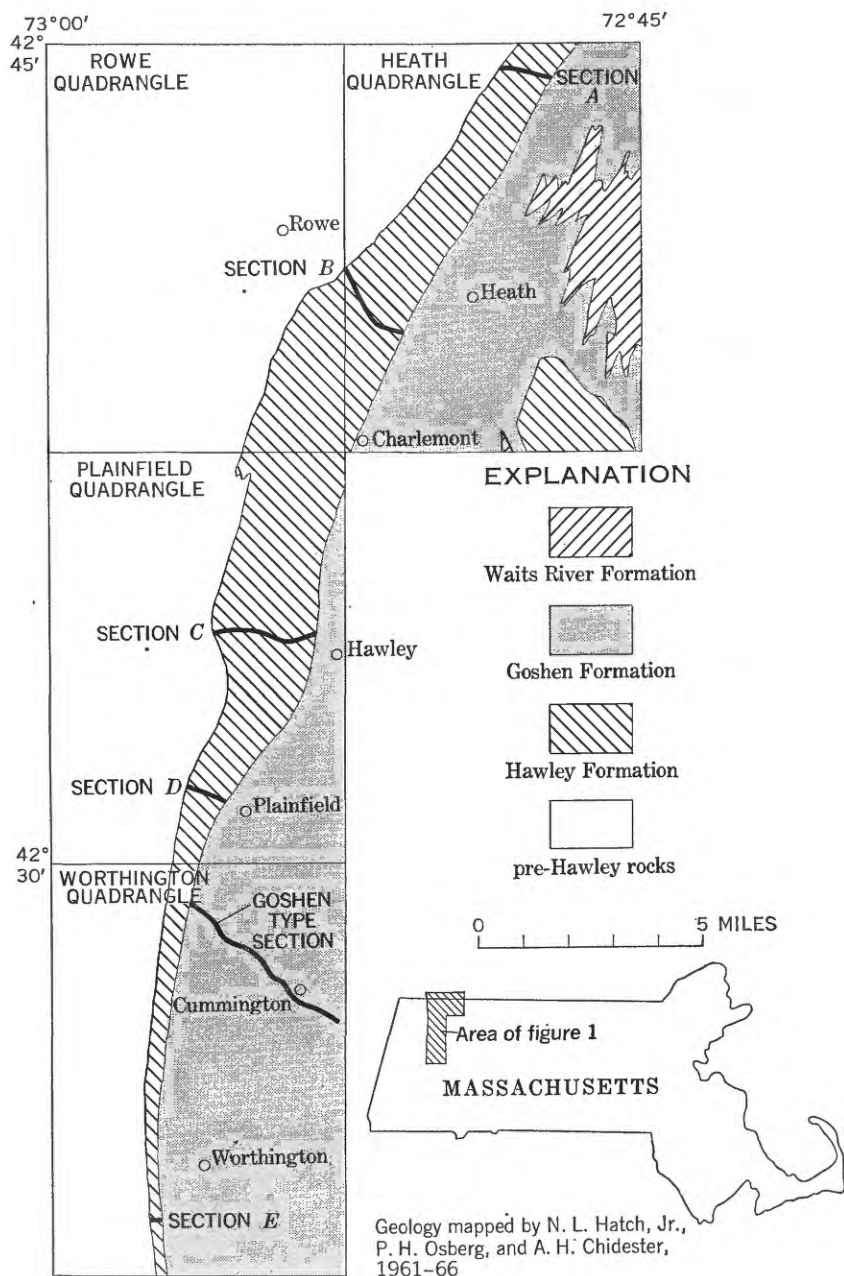 73°00′
72°45′
42°
45′
ROWE
QUADRANGLE
HEATH
QUADRANGLE
SECTION
A
Rowe
SECTION B
Heath
Charlemont
PLAINFIELD
QUADRANGLE
SECTION C
Hawley
SECTION D
Plainfield
42°
30′
WORTHINGTON
QUADRANGLE
GOSHEN
TYPE
SECTION
Cummington
Worthington
SECTION E
EXPLANATION
Waits River Formation
Goshen Formation
Hawley Formation
pre-Hawley rocks
0 5 MILES
Area of figure 1
MASSACHUSETTS
Geology mapped by N. L. Hatch, Jr.,
P. H. Osberg, and A. H. Chidester,
1961–66